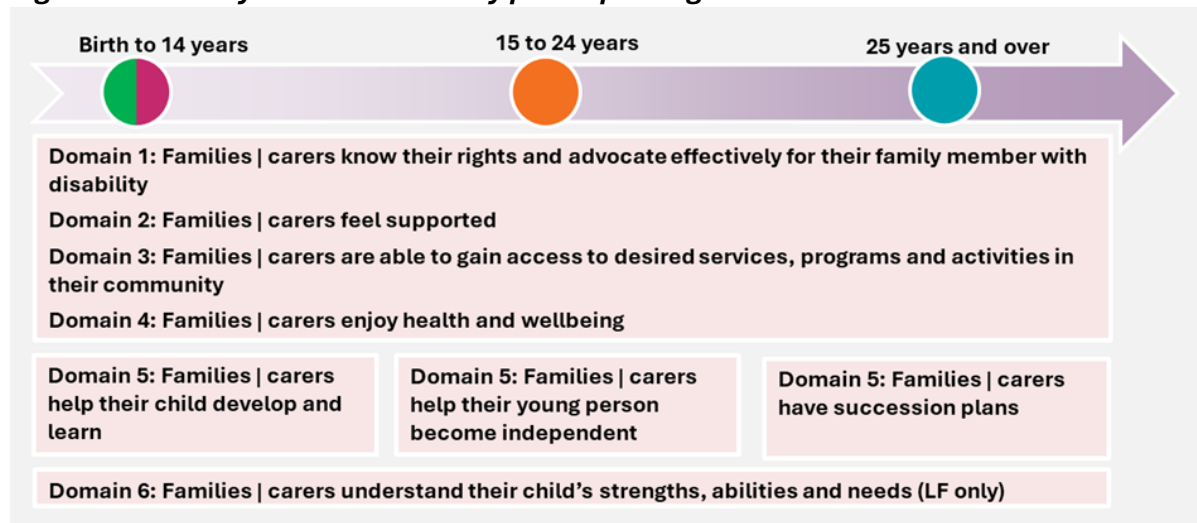 Birth to 14 years
15 to 24 years
25 years and over
Domain 1: Families | carers know their rights and advocate effectively for their family member with
disability
Domain 2: Families | carers feel supported
Domain 3: Families | carers are able to gain access to desired services, programs and activities in
their community
Domain 4: Families | carers enjoy health and wellbeing
Domain 5: Families | carers
help their child develop and
learn
Domain 5: Families | carers
help their young person
become independent
Domain 5: Families | carers
have succession plans
Domain 6: Families | carers understand their child’s strengths, abilities and needs (LF only)